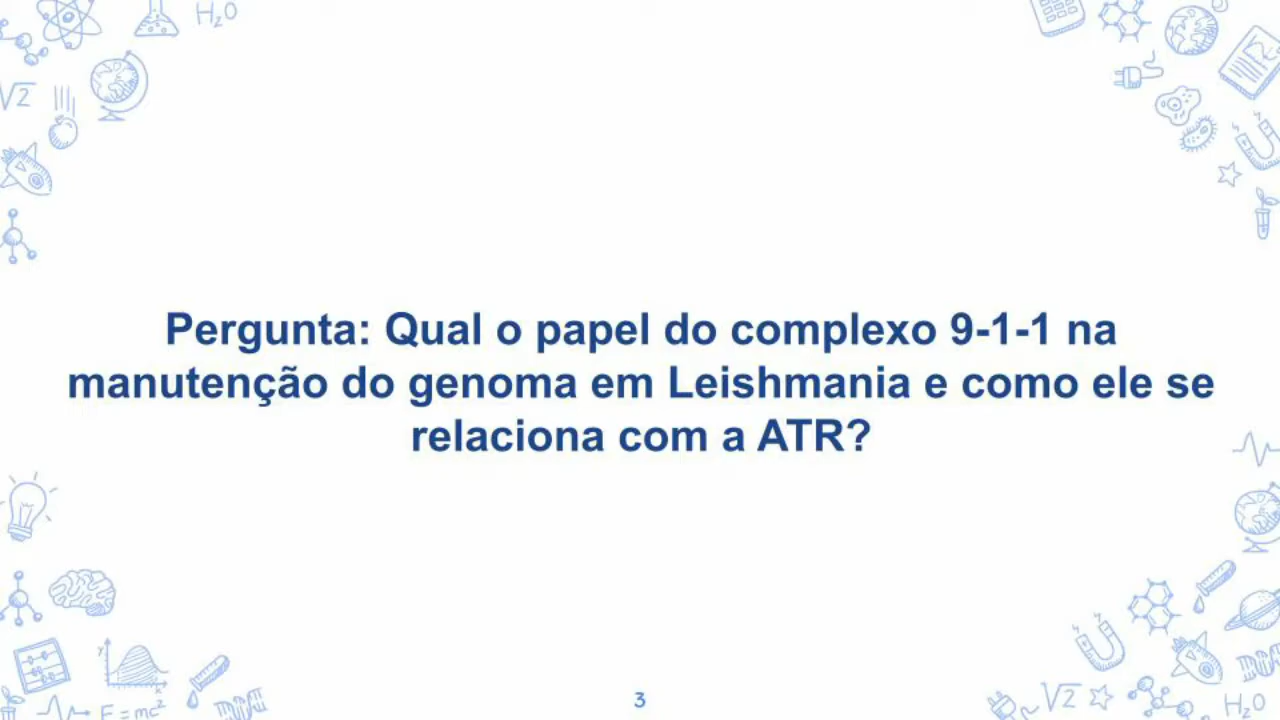 H₂O
√2
Pergunta: Qual o papel do complexo 9-1-1 na
manutenção do genoma em Leishmania e como ele se
relaciona com a ATR?
y
x
E=mc²
3
√2
H₂O